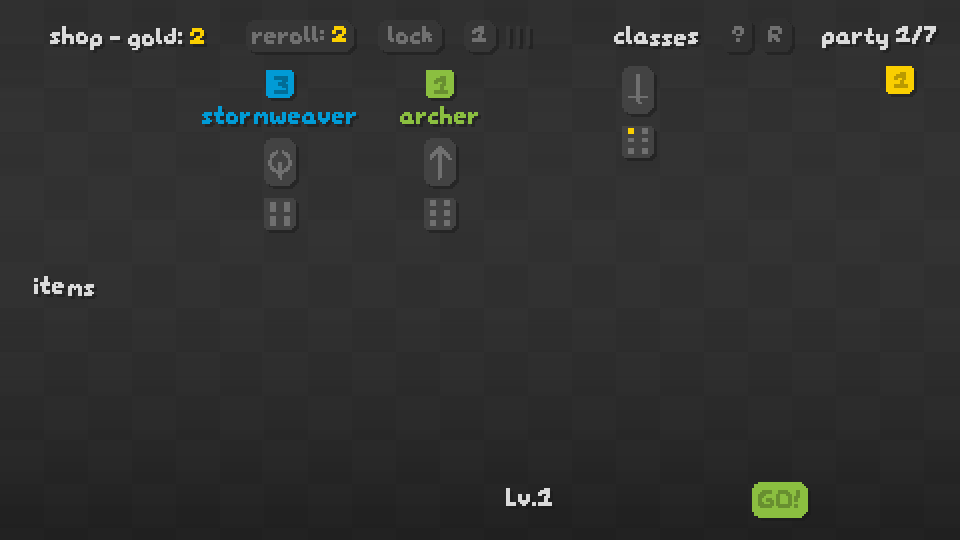 shop - gold: 2 reroll: 2 lock 1 classes ? R party 1/7
3 1 1
stormweaver archer
items
Lv.1 GO!